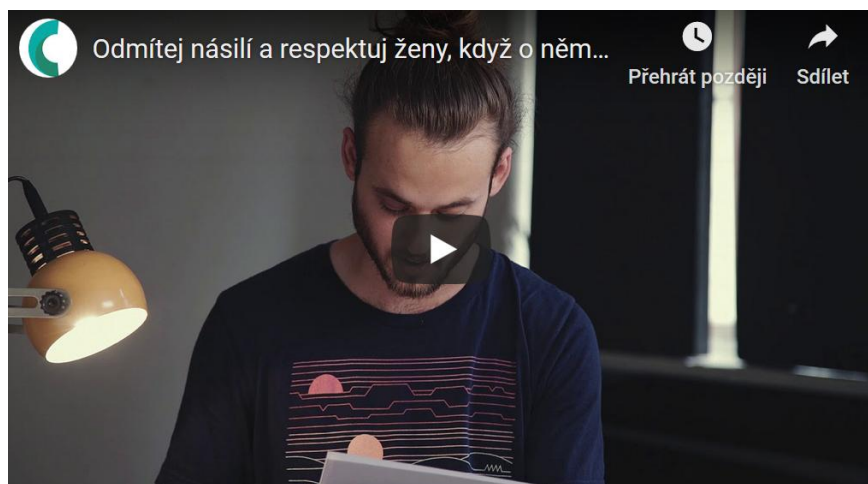 Odmítej násilí a respektuj ženy, když o něm...
Přehrát později
Sdílet